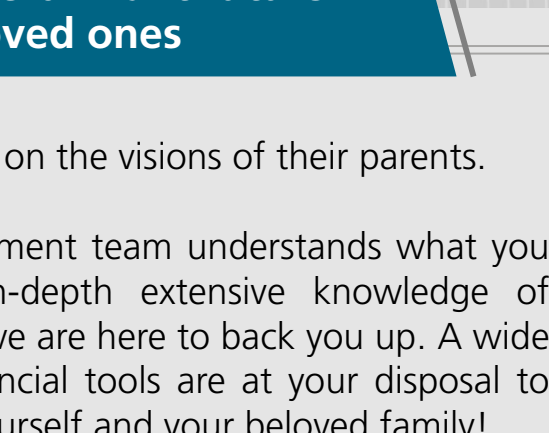 ved ones
on the visions of their parents.
ment team understands what you
-depth extensive knowledge of
ve are here to back you up. A wide
ncial tools are at your disposal to
urself and your beloved family!